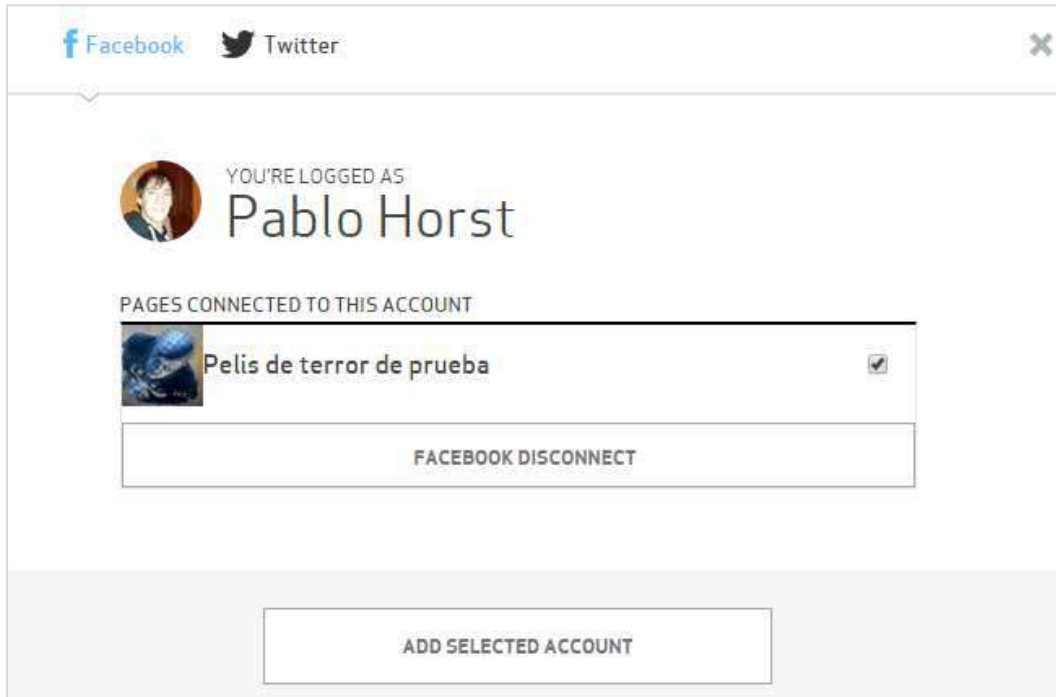 Facebook Twitter
YOU'RE LOGGED AS
Pablo Horst
PAGES CONNECTED TO THIS ACCOUNT
Pelis de terror de prueba
FACEBOOK DISCONNECT
ADD SELECTED ACCOUNT